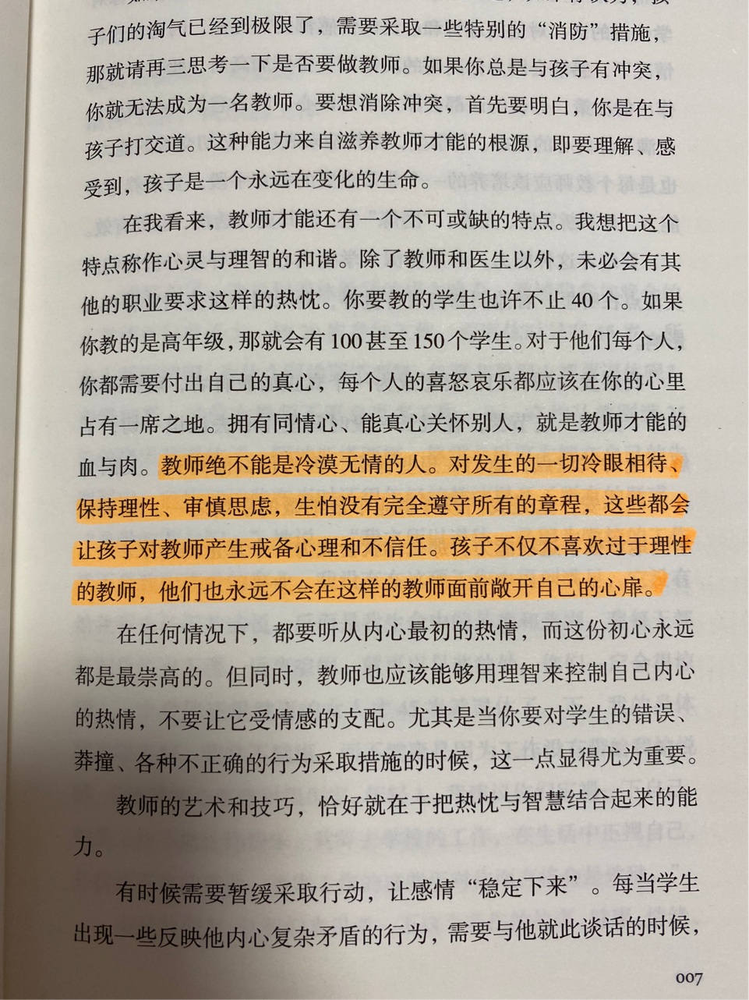 子们的淘气已经到极限了，需要采取一些特别的“消防”措施，
那就请再三思考一下是否要做教师。如果你总是与孩子有冲突，
你就无法成为一名教师。要想消除冲突，首先要明白，你是在与
孩子打交道。这种能力来自滋养教师才能的根源，即要理解、感
受到，孩子是一个永远在变化的生命。
在我看来，教师才能还有一个不可或缺的特点。我想把这个
特点称作心灵与理智的和谐。除了教师和医生以外，未必会有其
他的职业要求这样的热忱。你要教的学生也许不止 40 个。如果
你教的是高年级，那就会有 100 甚至 150 个学生。对于他们每个人，
你都需要付出自己的真心，每个人的喜怒哀乐都应该在你的心里
占有一席之地。拥有同情心、能真心关怀别人，就是教师才能的
血与肉。教师绝不能是冷漠无情的人。对发生的一切冷眼相待、
保持理性、审慎思虑，生怕没有完全遵守所有的章程，这些都会
让孩子对教师产生戒备心理和不信任。孩子不仅不喜欢过于理性
的教师，他们也永远不会在这样的教师面前敞开自己的心扉。
在任何情况下，都要听从内心最初的热情，而这份初心永远
都是最崇高的。但同时，教师也应该能够用理智来控制自己内心
的热情，不要让它受情感的支配。尤其是当你要对学生的错误、
莽撞、各种不正确的行为采取措施的时候，这一点显得尤为重要。
教师的艺术和技巧，恰好就在于把热忱与智慧结合起来的能
力。
有时候需要暂缓采取行动，让感情“稳定下来”。每当学生
出现一些反映他内心复杂矛盾的行为，需要与他就此谈话的时候，
007